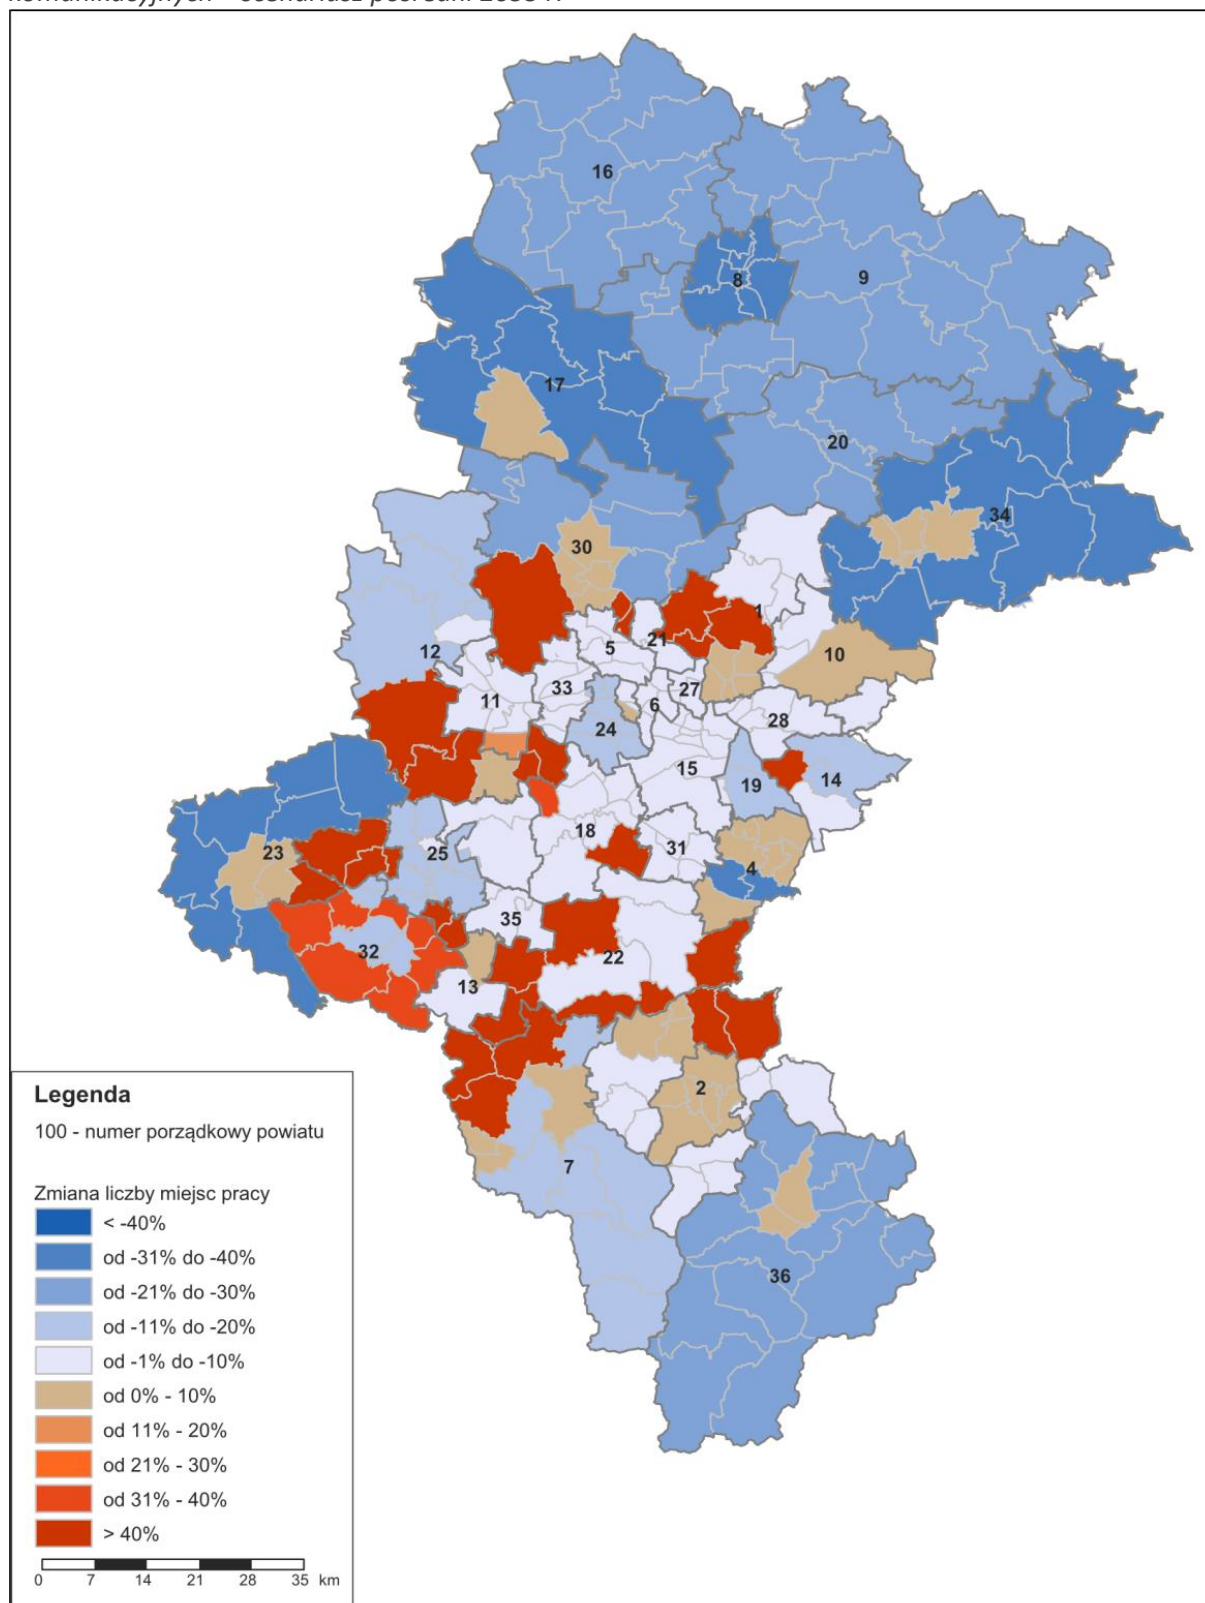 16
8
9
17
20
34
30
1
21
5
10
12
33
27
11
6
28
24
15
19
14
18
31
23
25
4
35
32
22
13
2
7
36
Legenda
100 - numer porządkowy powiatu
Zmiana liczby miejsc pracy
< -40%
od -31% do -40%
od -21% do -30%
od -11% do -20%
od -1% do -10%
od 0% - 10%
od 11% - 20%
od 21% - 30%
od 31% - 40%
> 40%
0 7 14 21 28 35 km